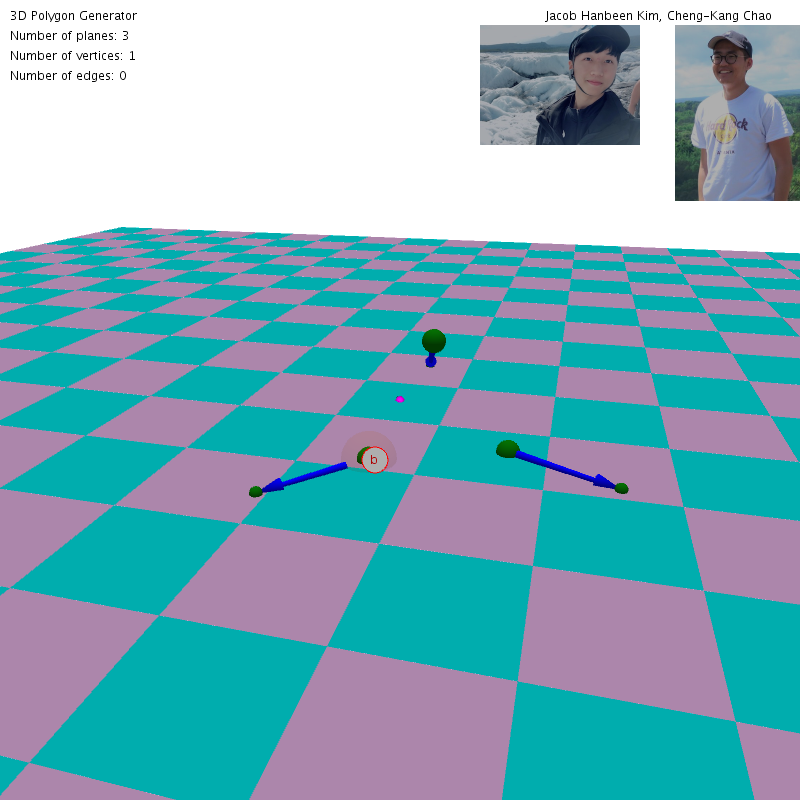 3D Polygon Generator
Jacob Hanbeen Kim, Cheng-Kang Chao
Number of planes: 3
Number of vertices: 1
Number of edges: 0
b